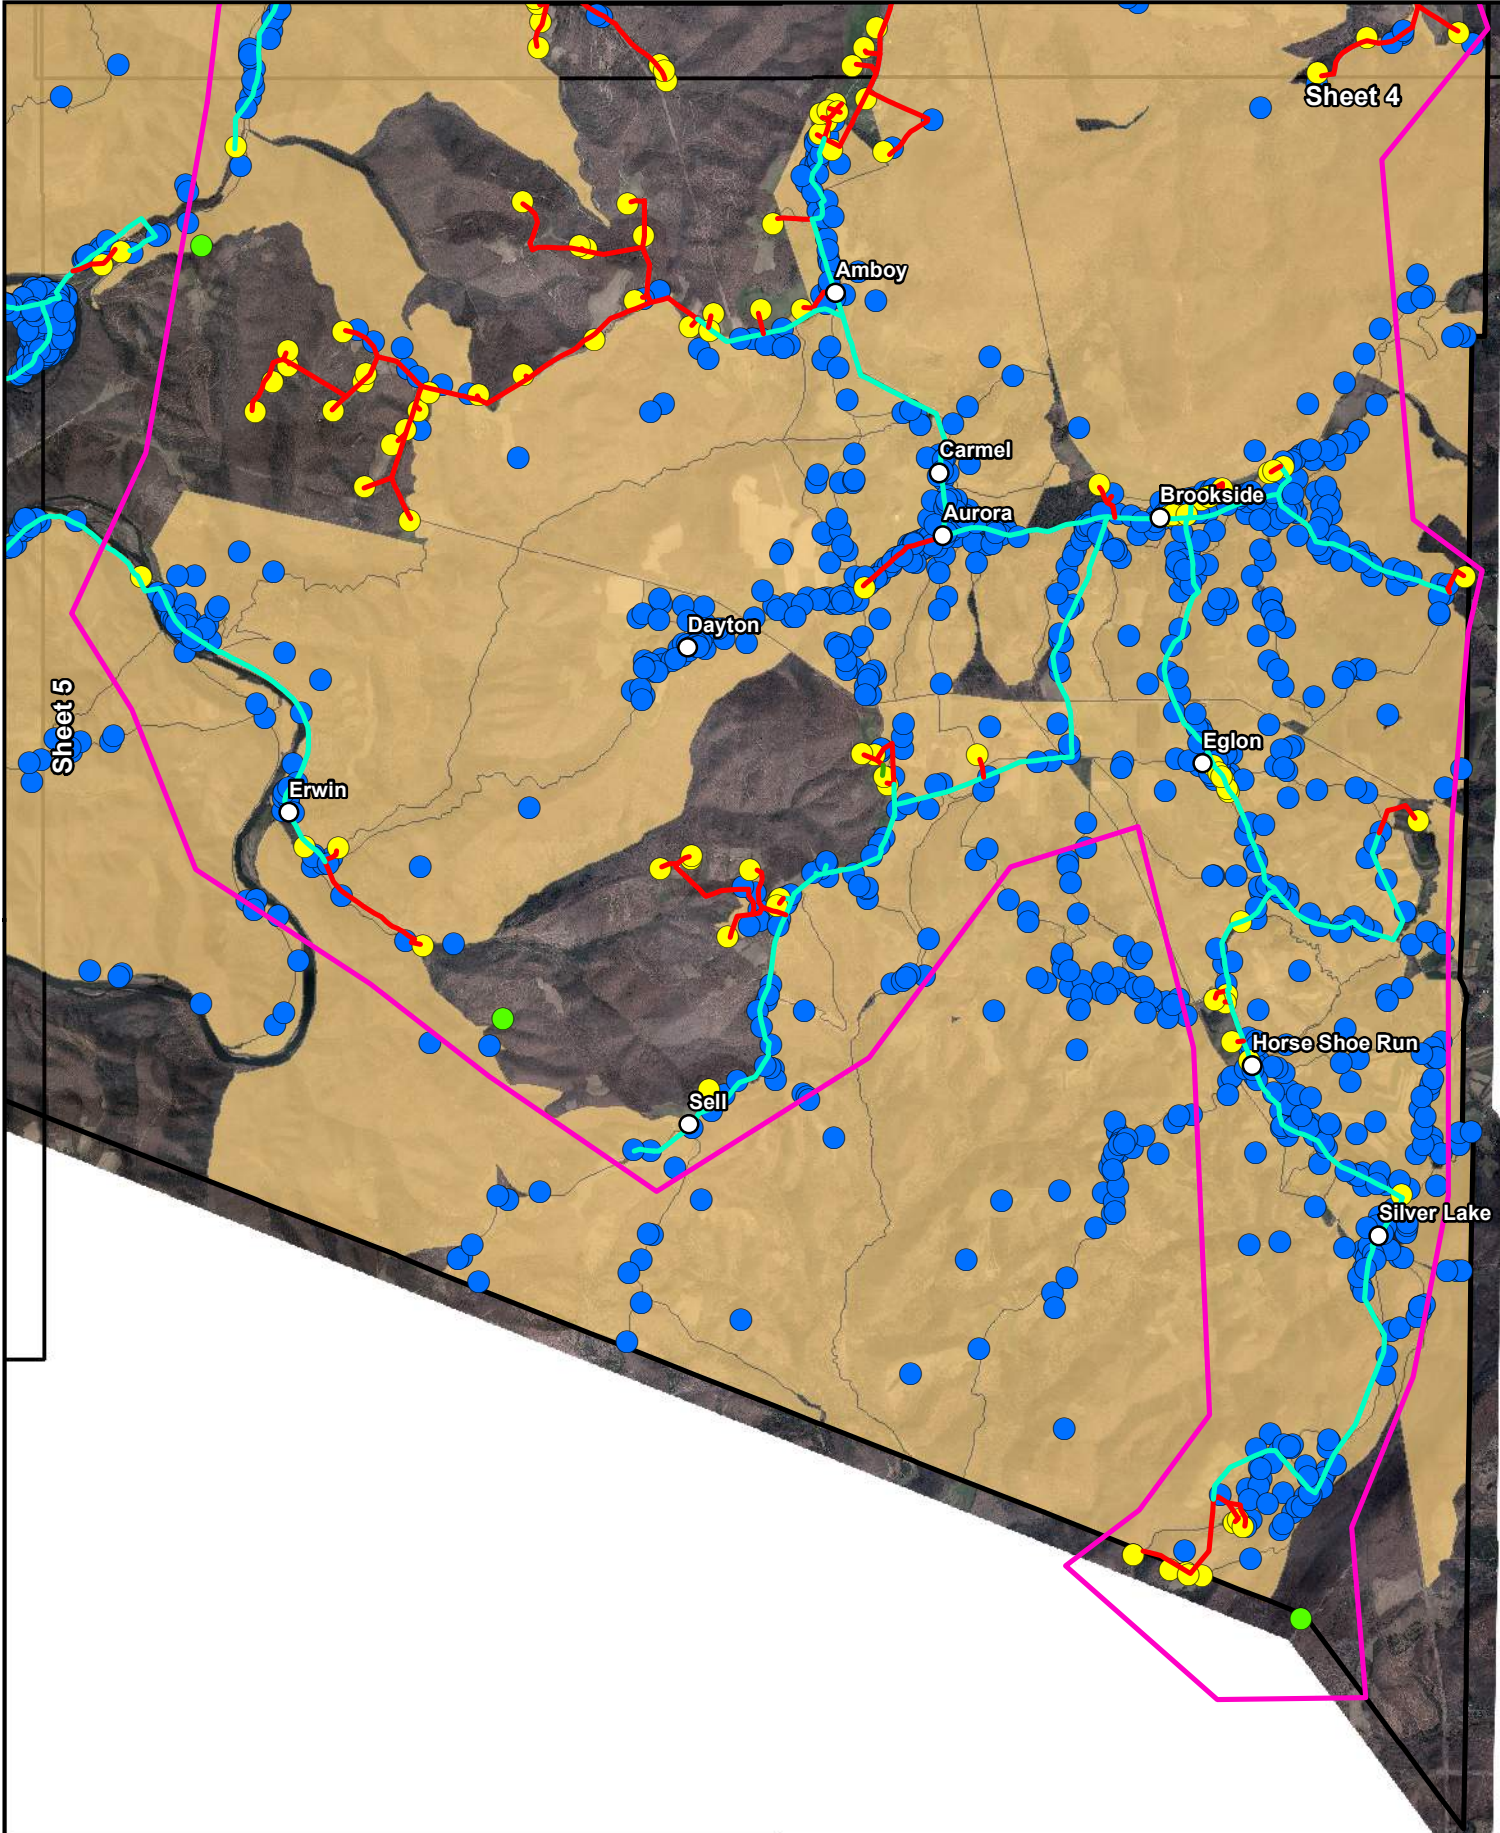 Sheet 4
Amboy
Carmel
Brookside
Aurora
Dayton
Sheet 5
Eglon
Erwin
Horse Shoe Run
Sell
Silver Lake